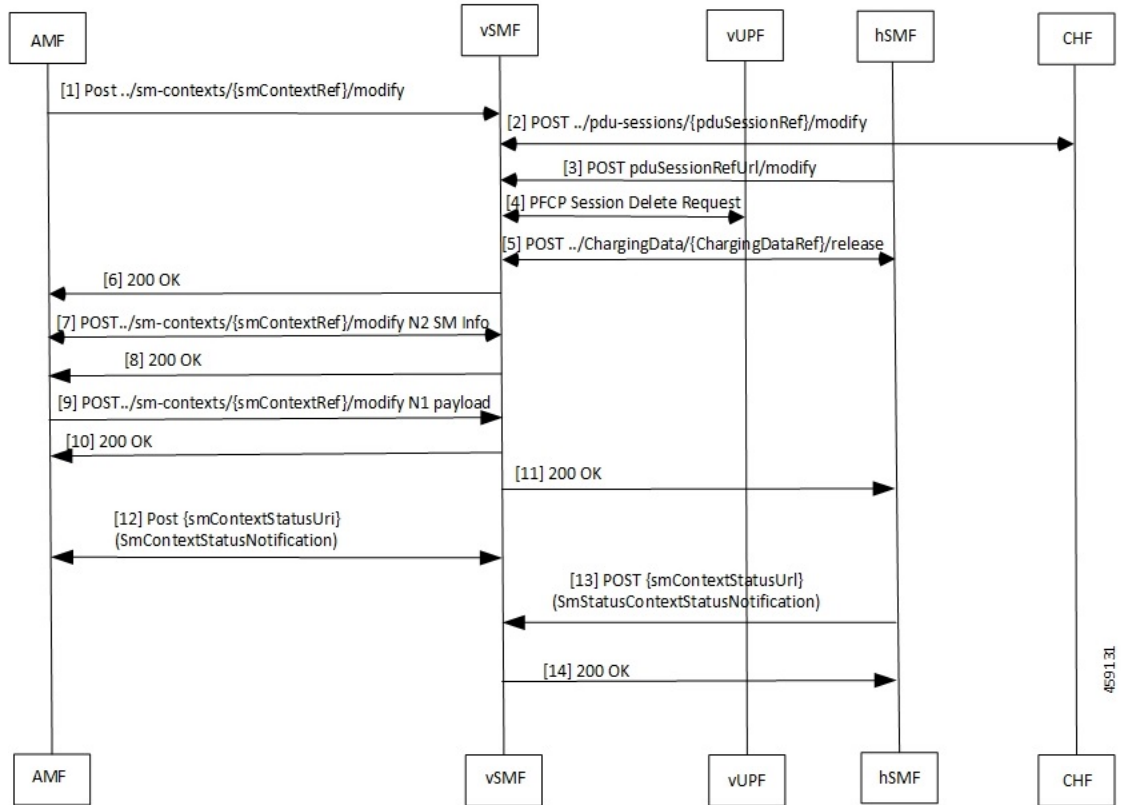 AMF
vSMF
vUPF
hSMF
CHF
[1] Post ../sm-contexts/{smContextRef}/modify
[2] POST ../pdu-sessions/{pduSessionRef}/modify
[3] POST pduSessionRefUrl/modify
[4] PFCP Session Delete Request
[5] POST ../ChargingData/{ChargingDataRef}/release
[6] 200 OK
[7] POST../sm-contexts/{smContextRef}/modify N2 SM Info
[8] 200 OK
[9] POST../sm-contexts/{smContextRef}/modify N1 payload
[10] 200 OK
[11] 200 OK
[12] Post {smContextStatusUri}
(SmContextStatusNotification)
[13] POST {smContextStatusUrl}
(SmStatusContextStatusNotification)
[14] 200 OK
459131
AMF
vSMF
vUPF
hSMF
CHF